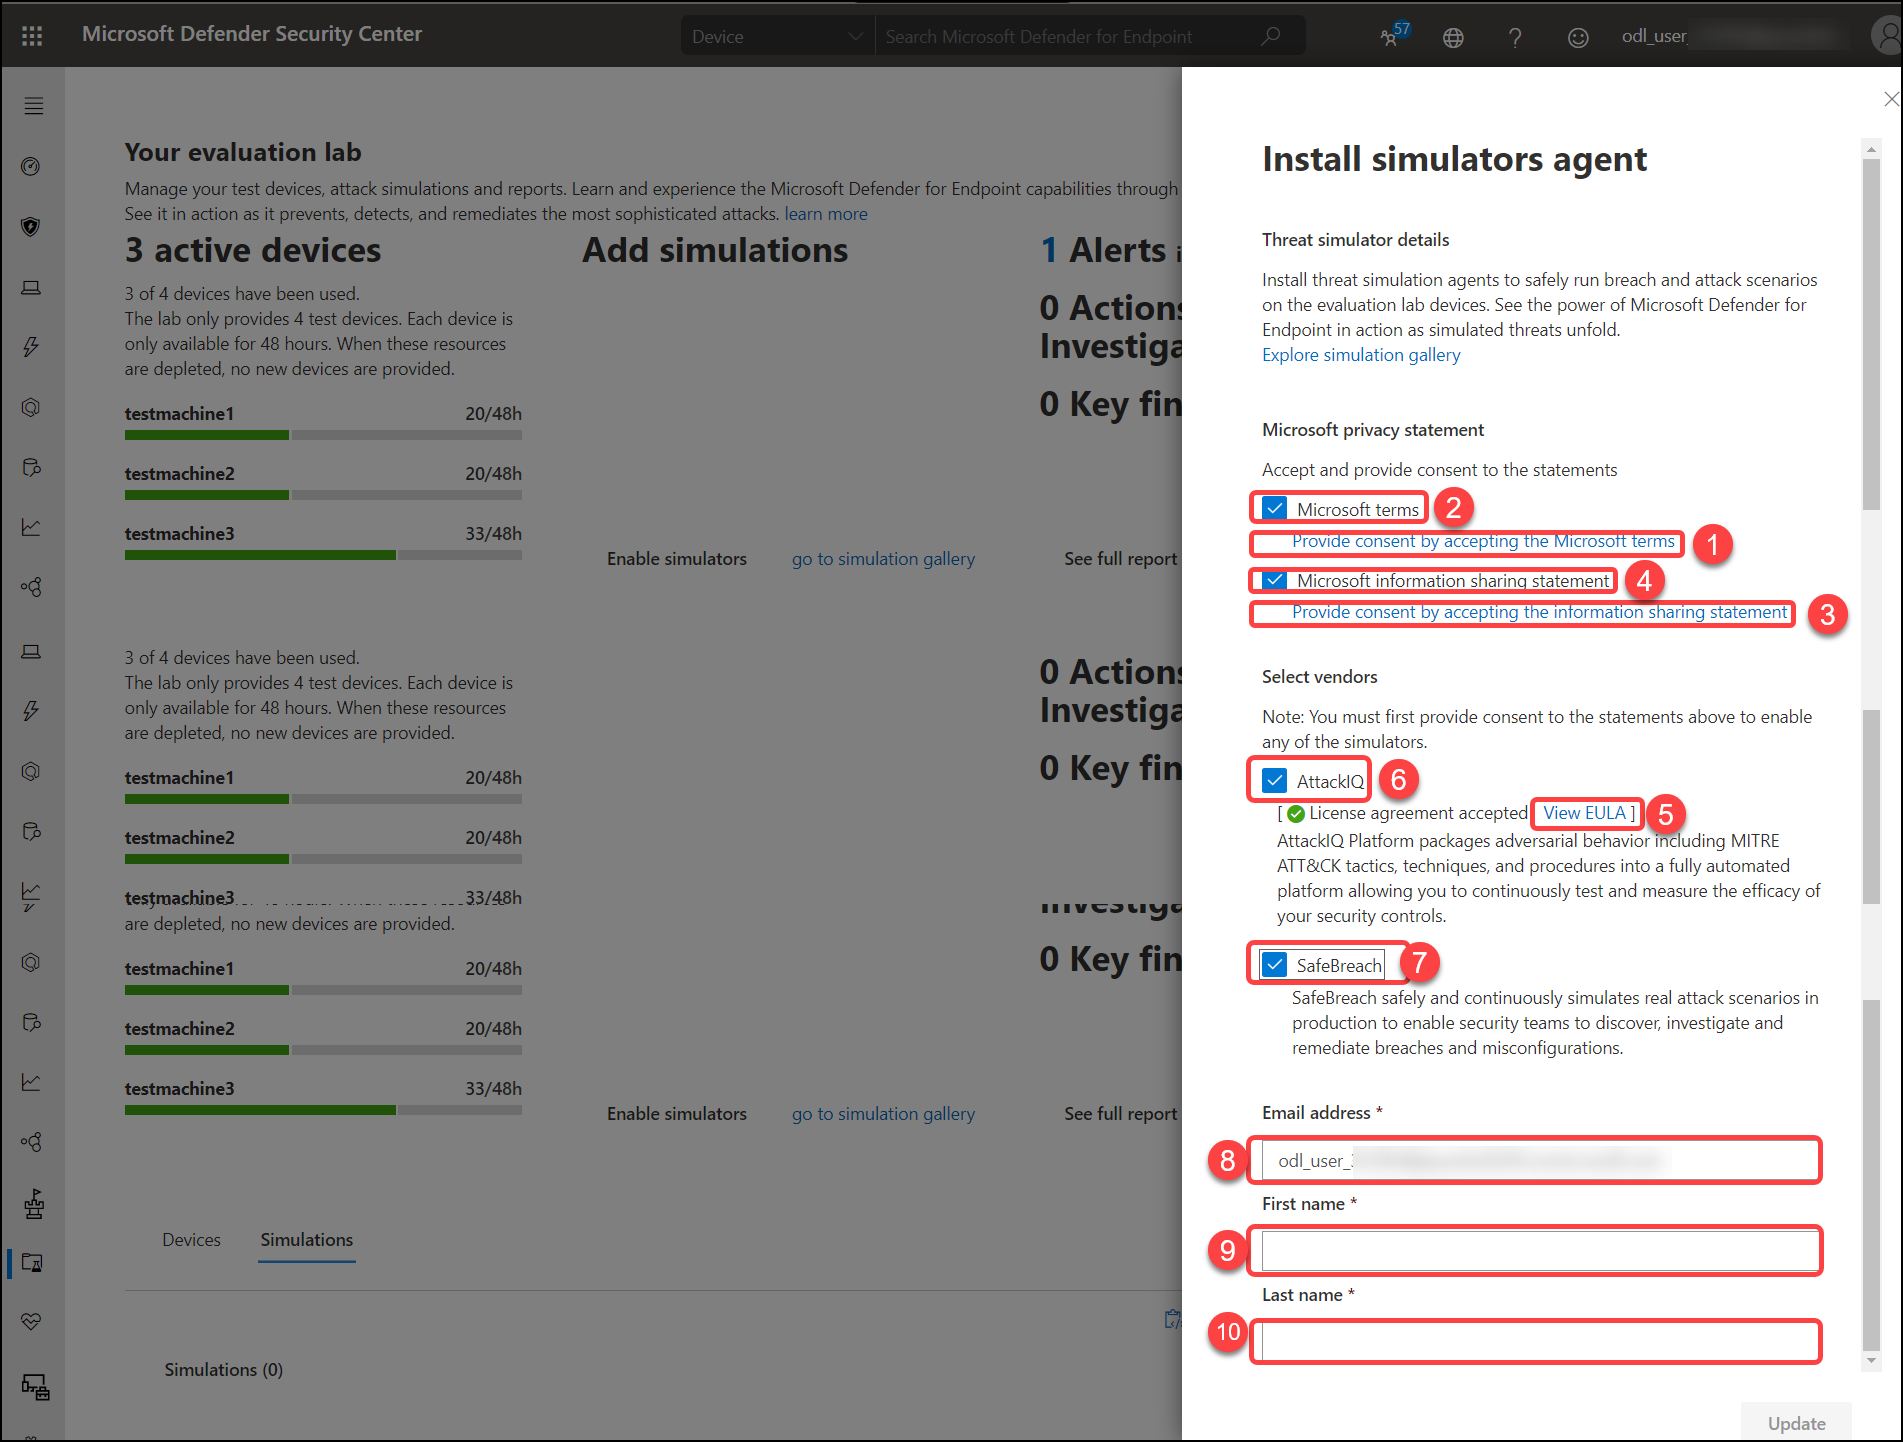 Microsoft Defender Security Center
Device
Search Microsoft Defender for Endpoint
57
odl_user_
Your evaluation lab
Manage your test devices, attack simulations and reports. Learn and experience the Microsoft Defender for Endpoint capabilities through
See it in action as it prevents, detects, and remediates the most sophisticated attacks. learn more
3 active devices
3 of 4 devices have been used.
The lab only provides 4 test devices. Each device is
only available for 48 hours. When these resources
are depleted, no new devices are provided.
testmachine1 20/48h
testmachine2 20/48h
testmachine3 33/48h
Add simulations
Enable simulators go to simulation gallery
1 Alerts i
0 Actions
Investiga
0 Key fin
See full report
3 of 4 devices have been used.
The lab only provides 4 test devices. Each device is
only available for 48 hours. When these resources
are depleted, no new devices are provided.
testmachine1 20/48h
testmachine2 20/48h
testmachine3 33/48h
0 Actions
Investiga
0 Key fin
are depleted, no new devices are provided.
testmachine1 20/48h
testmachine2 20/48h
testmachine3 33/48h
Enable simulators go to simulation gallery
Investiga
0 Key fin
See full report
Devices Simulations
Simulations (0)
Install simulators agent
Threat simulator details
Install threat simulation agents to safely run breach and attack scenarios
on the evaluation lab devices. See the power of Microsoft Defender for
Endpoint in action as simulated threats unfold.
Explore simulation gallery
Microsoft privacy statement
Accept and provide consent to the statements
Microsoft terms 2
Provide consent by accepting the Microsoft terms 1
Microsoft information sharing statement 4
Provide consent by accepting the information sharing statement 3
Select vendors
Note: You must first provide consent to the statements above to enable
any of the simulators.
AttackIQ 6
[ License agreement accepted View EULA ] 5
AttackIQ Platform packages adversarial behavior including MITRE
ATT&CK tactics, techniques, and procedures into a fully automated
platform allowing you to continuously test and measure the efficacy of
your security controls.
SafeBreach 7
SafeBreach safely and continuously simulates real attack scenarios in
production to enable security teams to discover, investigate and
remediate breaches and misconfigurations.
Email address *
8 odl_user_
First name *
9
Last name *
10
Update